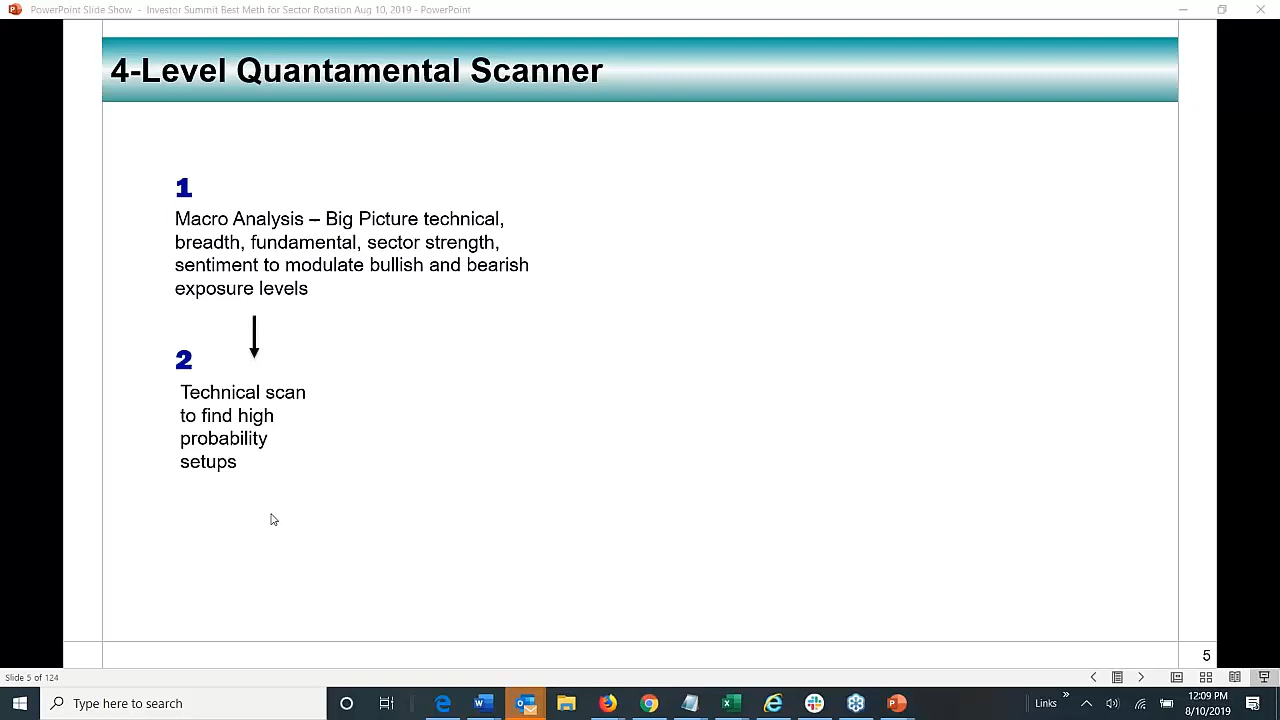 PowerPoint Slide Show - Investor Summit Best Meth for Sector Rotation Aug 10, 2019 - PowerPoint
4-Level Quantamental Scanner
1
Macro Analysis – Big Picture technical,
breadth, fundamental, sector strength,
sentiment to modulate bullish and bearish
exposure levels
2
Technical scan
to find high
probability
setups
5
Slide 5 of 124
Type here to search
Links
12:09 PM
8/10/2019